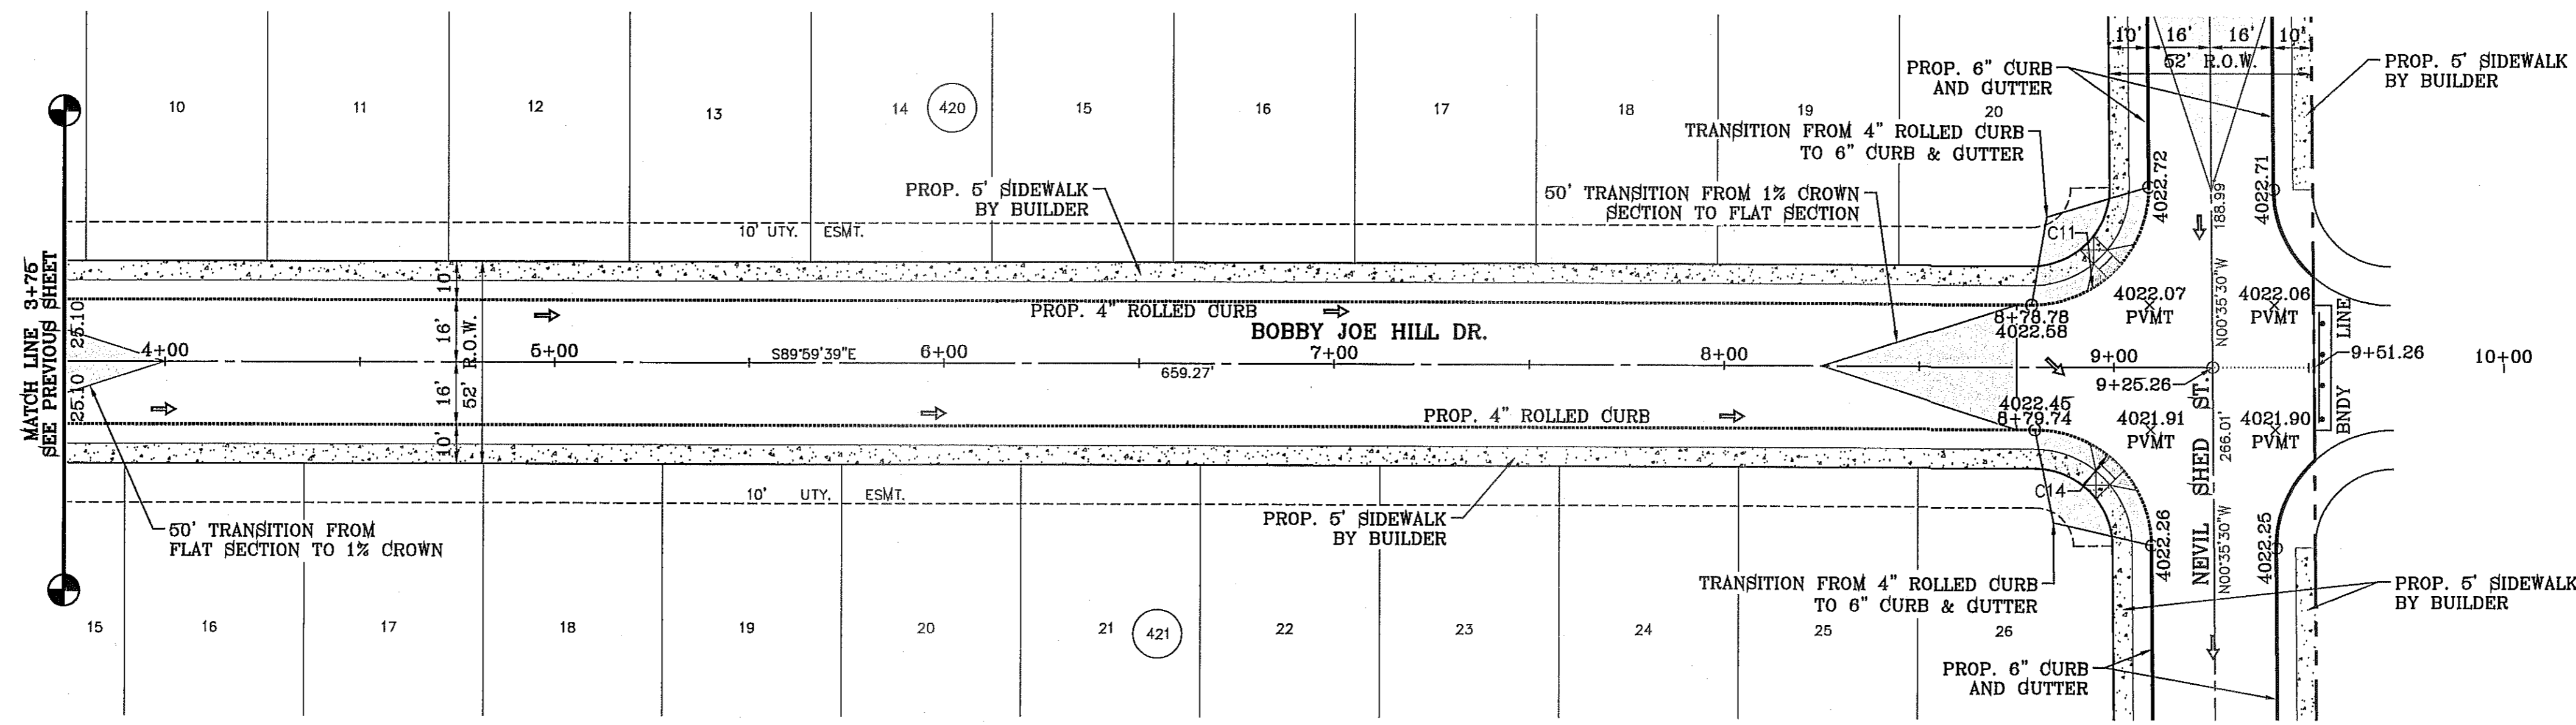 10' 16' 16' 10'
52' R.O.W.
PROP. 6" CURB
AND GUTTER
PROP. 5' SIDEWALK
BY BUILDER
10 11 12 13 14 420 15 16 17 18 19 20
TRANSITION FROM 4" ROLLED CURB
TO 6" CURB & GUTTER
PROP. 5' SIDEWALK
BY BUILDER
50' TRANSITION FROM 1% CROWN
SECTION TO FLAT SECTION
4022.72
4022.71
188.99'
10' UTY. ESMT.
C11
MATCH LINE 3+75
SEE PREVIOUS SHEET
25.10
25.10
10'
16'
16'
10'
52' R.O.W.
PROP. 4" ROLLED CURB
BOBBY JOE HILL DR.
8+78.78
4022.58
4022.07
PVMT
4022.06
PVMT
N00°35'30"W
BNDY LINE
4+00 5+00 S89°59'39"E 6+00 7+00 8+00 9+00 9+51.26 10+00
659.27'
9+25.26
PROP. 4" ROLLED CURB
4022.45
8+79.74
4021.91
PVMT
4021.90
PVMT
NEVIL SHED ST.
266.01'
N00°35'30"W
C14
10' UTY. ESMT.
50' TRANSITION FROM
FLAT SECTION TO 1% CROWN
PROP. 5' SIDEWALK
BY BUILDER
4022.26
4022.25
TRANSITION FROM 4" ROLLED CURB
TO 6" CURB & GUTTER
PROP. 5' SIDEWALK
BY BUILDER
15 16 17 18 19 20 21 421 22 23 24 25 26
PROP. 6" CURB
AND GUTTER